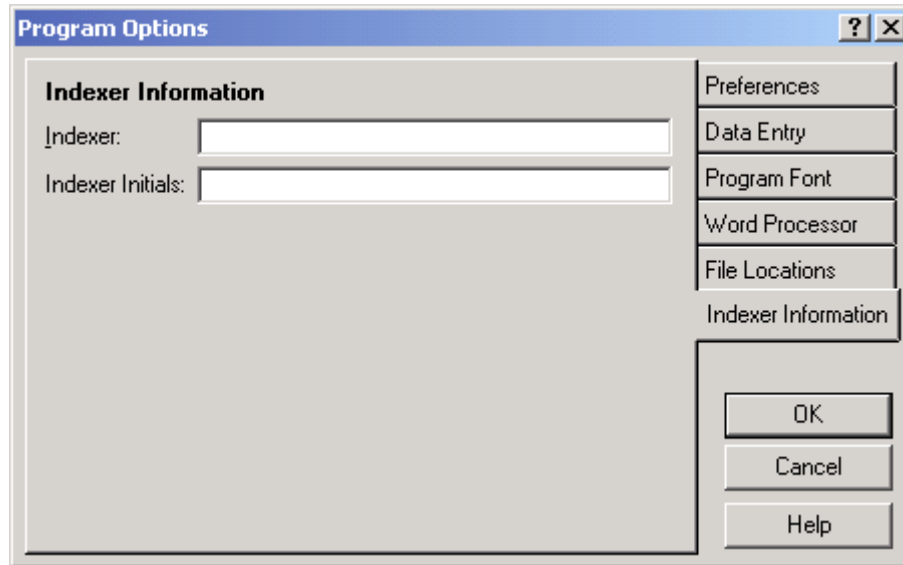 Program Options
Indexer Information
Indexer:
Indexer Initials:
Preferences
Data Entry
Program Font
Word Processor
File Locations
Indexer Information
OK
Cancel
Help